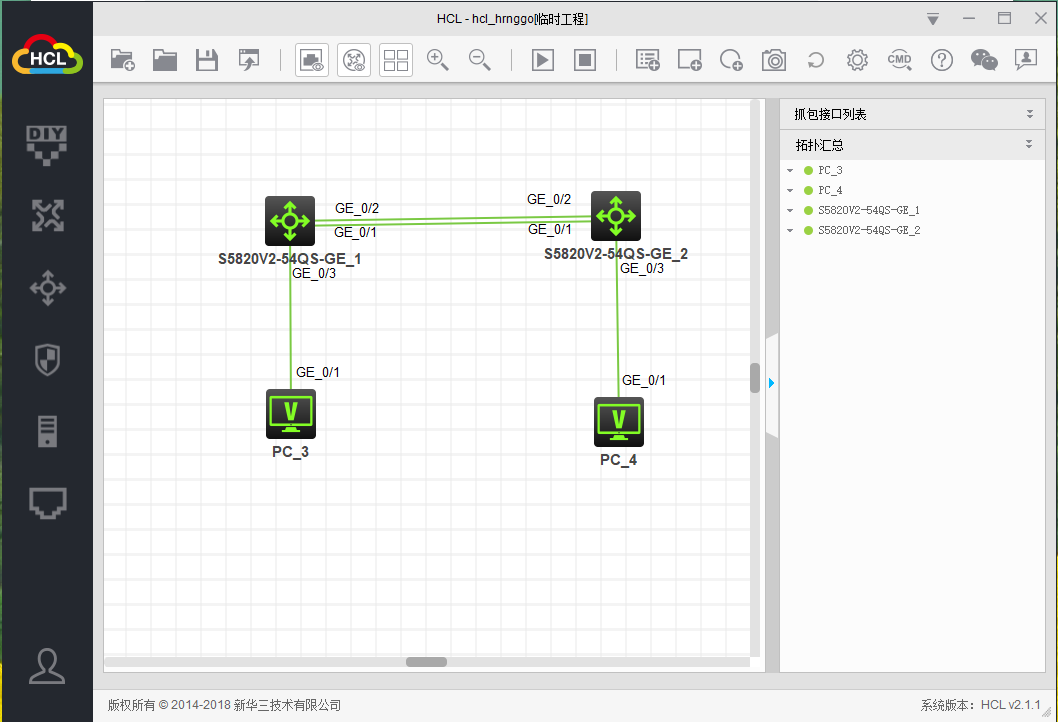 HCL - hcl_hrnggo[临时工程]
HCL
CMD
DIY
抓包接口列表
拓扑汇总
PC_3
PC_4
S5820V2-54QS-GE_1
S5820V2-54QS-GE_2
GE_0/2
GE_0/2
GE_0/1
GE_0/1
S5820V2-54QS-GE_1
S5820V2-54QS-GE_2
GE_0/3
GE_0/3
GE_0/1
GE_0/1
V
V
PC_3
PC_4
版权所有 © 2014-2018 新华三技术有限公司
系统版本：HCL v2.1.1